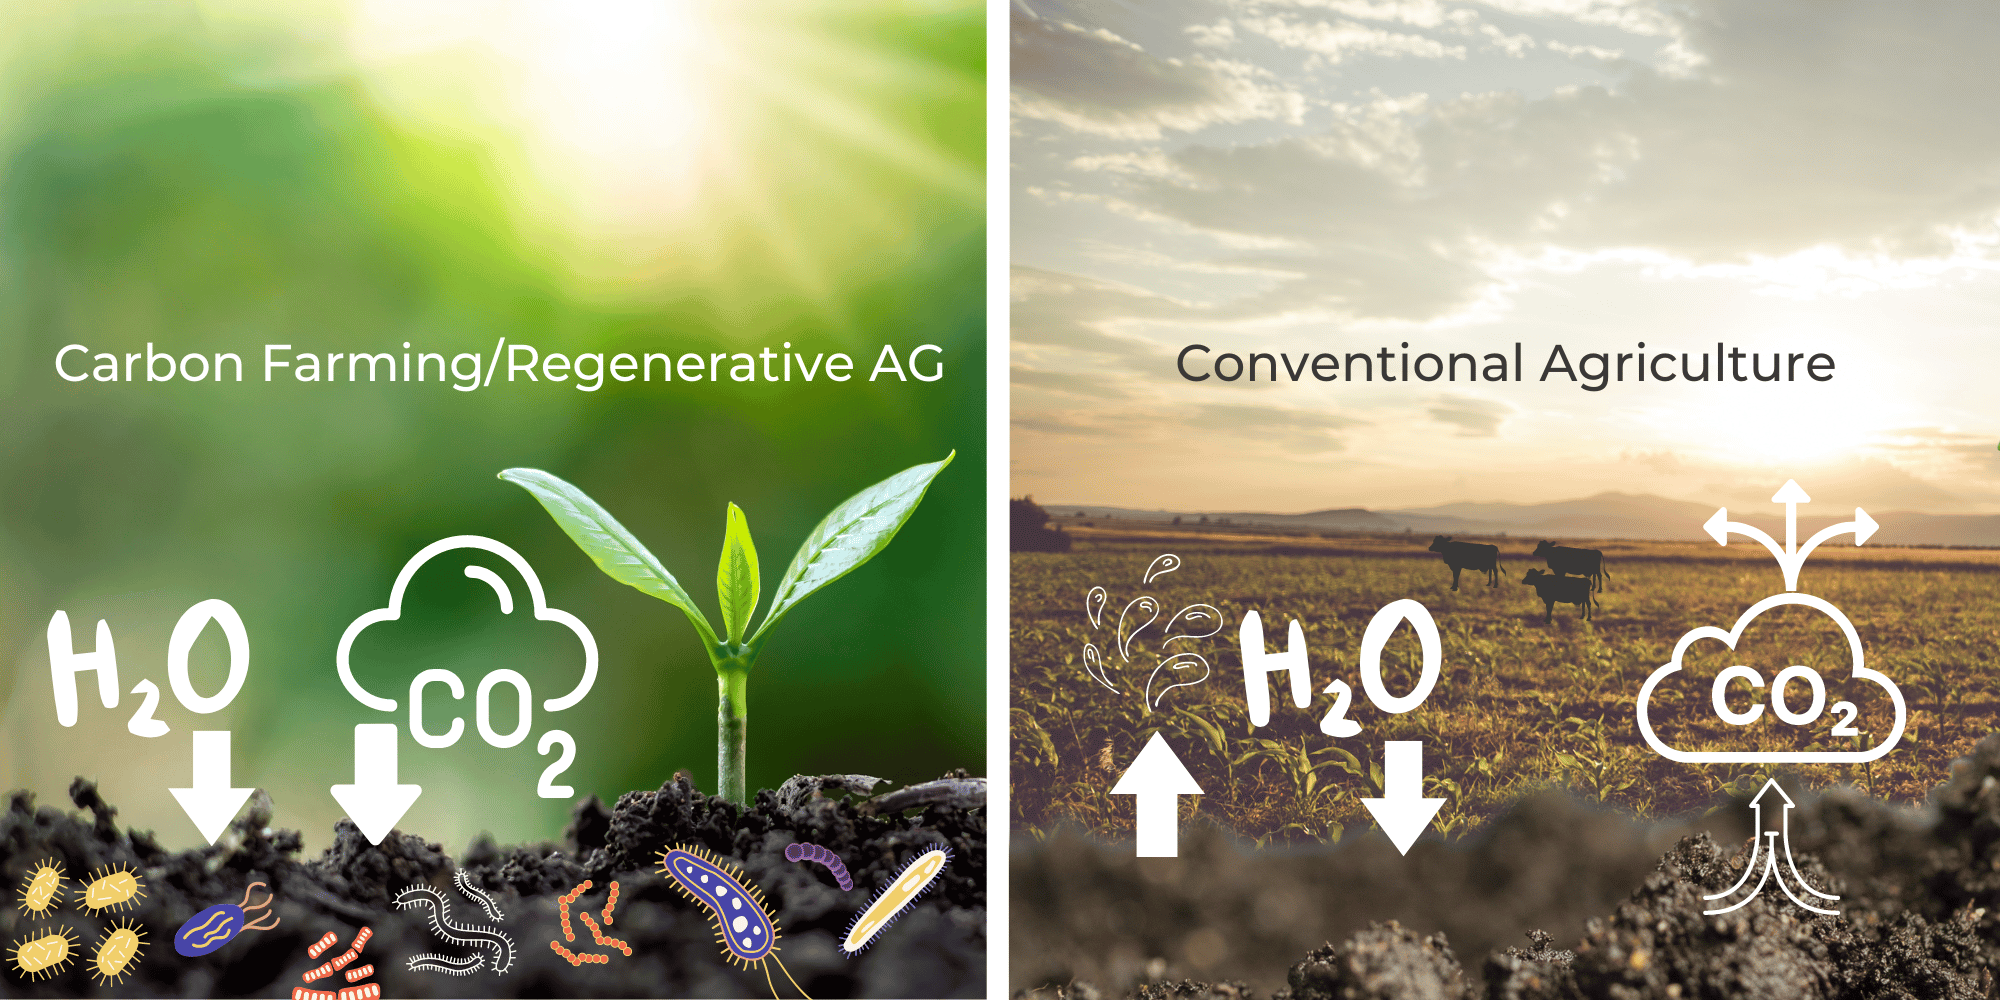 Carbon Farming/Regenerative AG
H2O
CO2
Conventional Agriculture
H2O
CO2